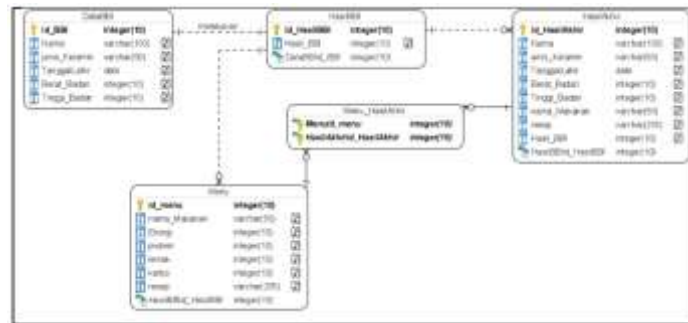 DataBBI
Id_BBI integer(10)
Nama varchar(100)
Jenis_Kelamin varchar(50)
TanggalLahir date
Berat_Badan integer(10)
Tinggi_Badan integer(10)
melakukan
HasilBBI
Id_HasilBBI integer(10)
Hasil_BBI integer(10)
DataBBIId_BBI integer(10)
HasilAkhir
Id_HasilAkhir integer(10)
Nama varchar(100)
Jenis_Kelamin varchar(50)
TanggalLahir date
Berat_Badan integer(10)
Tinggi_Badan integer(10)
nama_Makanan varchar(50)
resep varchar(255)
Hasil_BBI integer(10)
HasilBBIId_HasilBBI integer(10)
Menu_HasilAkhir
MenuId_menu integer(10)
HasilAkhirId_HasilAkhir integer(10)
Menu
Id_menu integer(10)
nama_Makanan varchar(50)
Energi integer(10)
protein integer(10)
lemak integer(10)
karbo integer(10)
resep varchar(255)
HasilBBIId_HasilBBI integer(10)